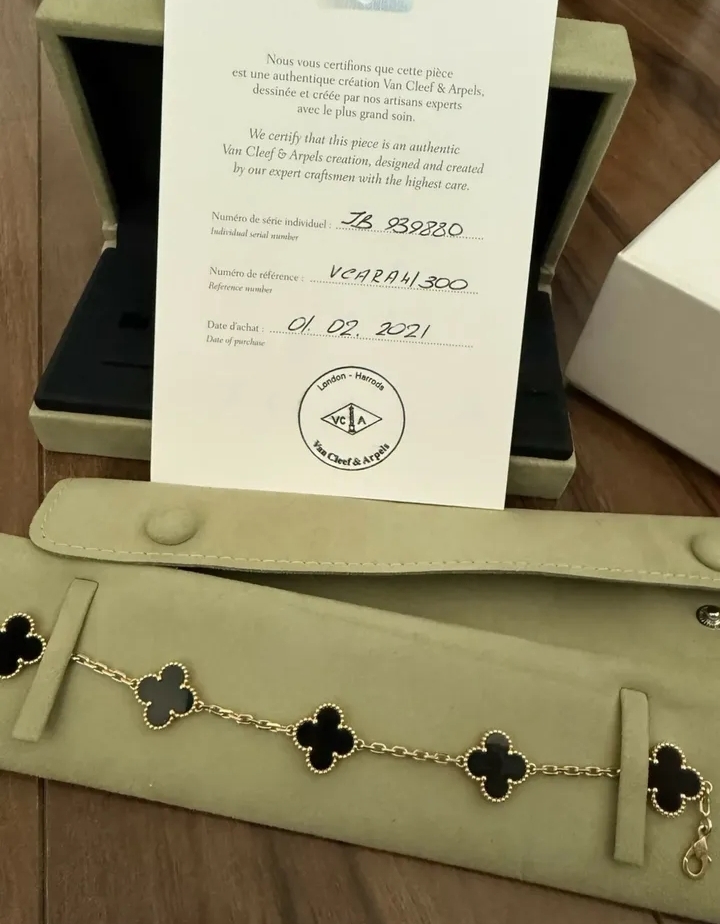 Nous vous certifions que cette pièce
est une authentique création Van Cleef & Arpels,
dessinée et créée par nos artisans experts
avec le plus grand soin.
We certify that this piece is an authentic
Van Cleef & Arpels creation, designed and created
by our expert craftsmen with the highest care.
Numéro de série individuel : JB 939880
Individual serial number
Numéro de référence : VCARA41300
Reference number
Date d'achat : 01. 02. 2021
Date of purchase
London - Harrods
VC A
Van Cleef & Arpels